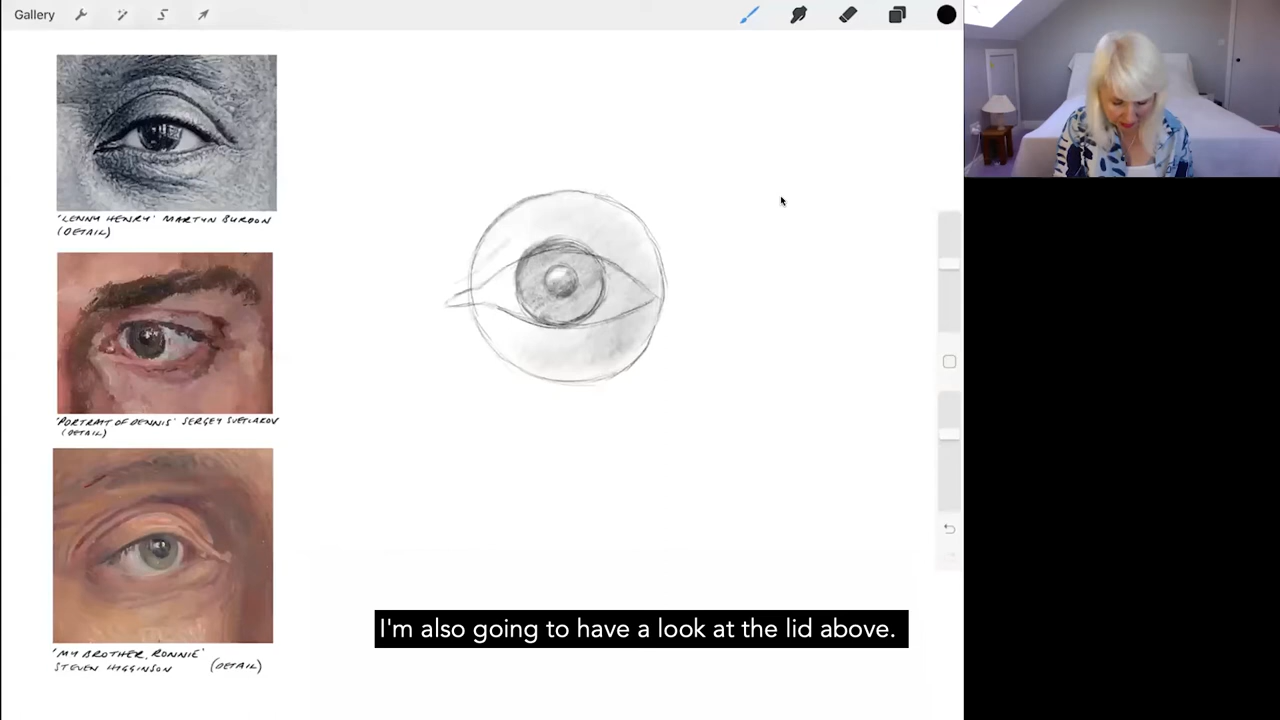 Gallery
'LENNY HENRY' MARTYN BURDON
(DETAIL)
'PORTRAIT OF DENNIS' SERGEY SVETLAKOV
(DETAIL)
'MY BROTHER, RONNIE'
STEVEN HIGGINSON (DETAIL)
I'm also going to have a look at the lid above.